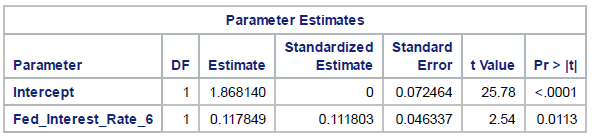 Parameter Estimates
Parameter DF Estimate Standardized Estimate Standard Error t Value Pr > |t|
Intercept 1 1.868140 0 0.072464 25.78 <.0001
Fed_Interest_Rate_6 1 0.117849 0.111803 0.046337 2.54 0.0113